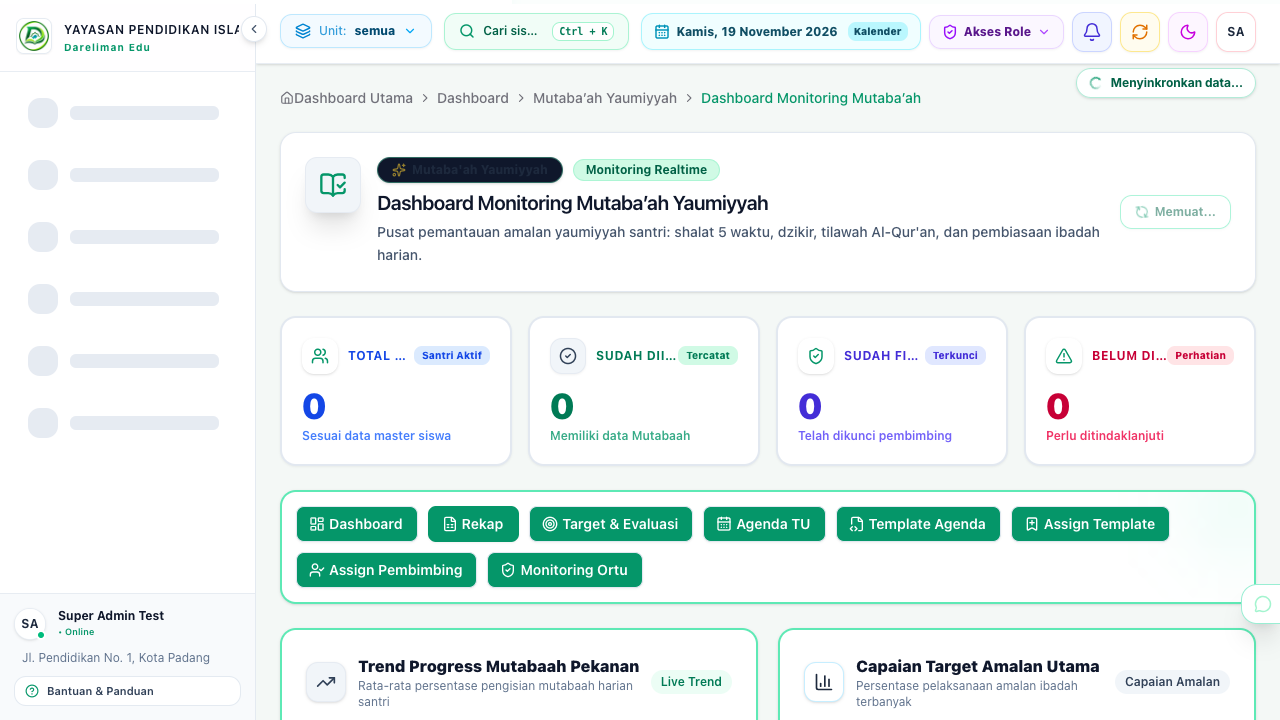 YAYASAN PENDIDIKAN ISLA
Dareliman Edu
Unit: semua
Cari sis... Ctrl + K
Kamis, 19 November 2026 Kalender
Akses Role
SA
Menyinkronkan data...
Dashboard Utama > Dashboard > Mutaba’ah Yaumiyyah > Dashboard Monitoring Mutaba’ah
Mutaba’ah Yaumiyyah Monitoring Realtime
Dashboard Monitoring Mutaba’ah Yaumiyyah
Pusat pemantauan amalan yaumiyyah santri: shalat 5 waktu, dzikir, tilawah Al-Qur'an, dan pembiasaan ibadah
harian.
Memuat...
TOTAL ... Santri Aktif
0
Sesuai data master siswa
SUDAH DII... Tercatat
0
Memiliki data Mutabaah
SUDAH FI... Terkunci
0
Telah dikunci pembimbing
BELUM DI... Perhatian
0
Perlu ditindaklanjuti
Dashboard Rekap Target & Evaluasi Agenda TU Template Agenda Assign Template
Assign Pembimbing Monitoring Ortu
Trend Progress Mutabaah Pekanan
Rata-rata persentase pengisian mutabaah harian
santri
Live Trend
Capaian Target Amalan Utama
Persentase pelaksanaan amalan ibadah
terbanyak
Capaian Amalan
SA
Super Admin Test
• Online
Jl. Pendidikan No. 1, Kota Padang
Bantuan & Panduan